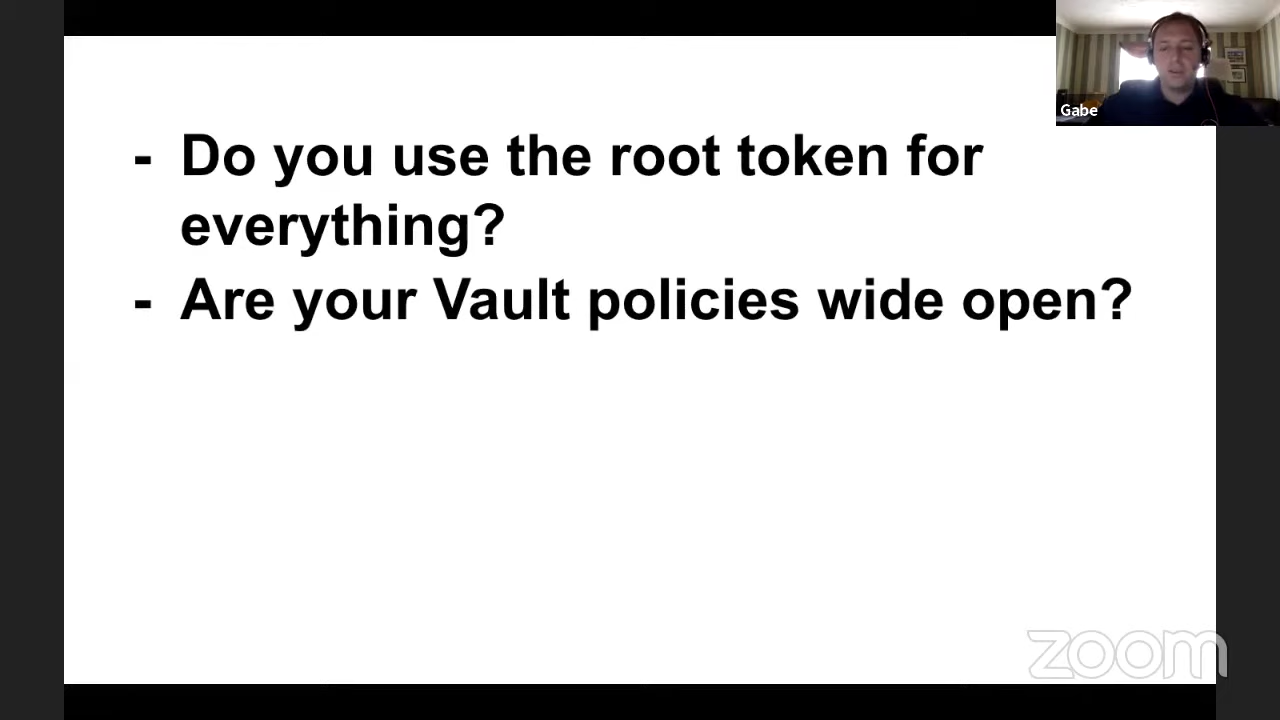 Gabe
- Do you use the root token for
everything?
- Are your Vault policies wide open?
zoom